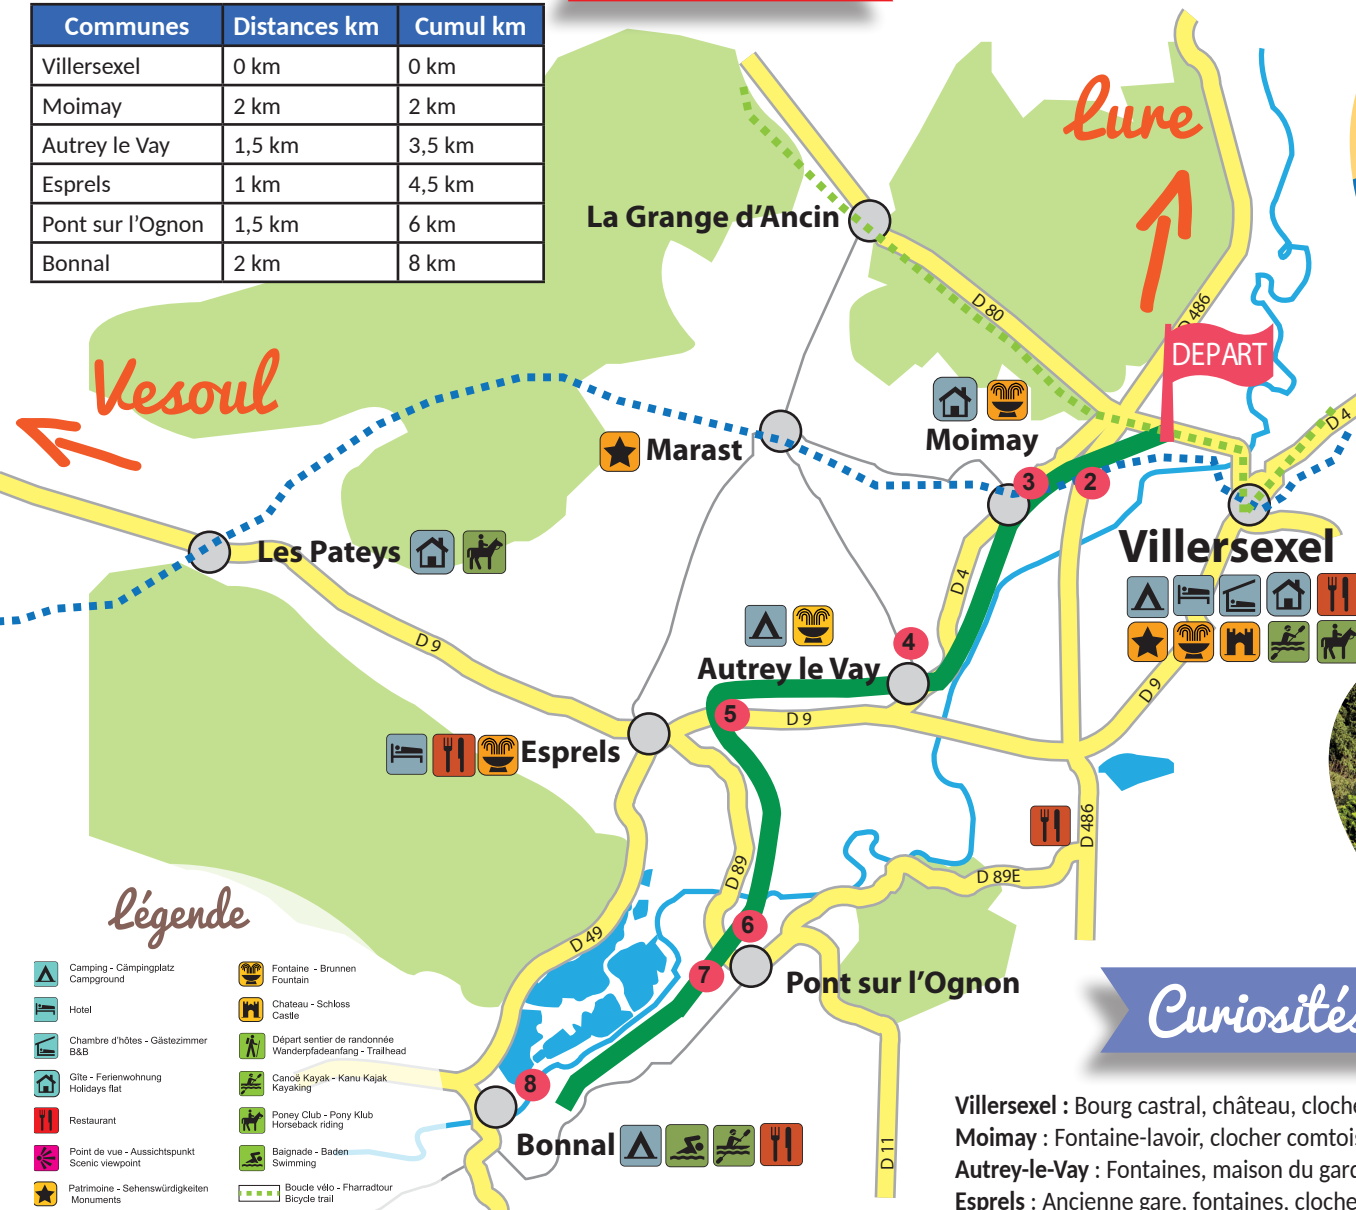 Communes Distances km Cumul km
Villersexel 0 km 0 km
Moimay 2 km 2 km
Autrey le Vay 1,5 km 3,5 km
Esprels 1 km 4,5 km
Pont sur l’Ognon 1,5 km 6 km
Bonnal 2 km 8 km
Lure
La Grange d’Ancin
D 80
D 486
DEPART
Vesoul
D 4
Moimay
Marast
3
2
Villersexel
Les Pateys
D 4
D 9
4
Autrey le Vay
D 9
5
D 9
Esprels
D 486
D 89
D 89E
6
D 49
7
Pont sur l’Ognon
8
Bonnal
D 11
Légende
Camping - Cämpingplatz
Campground
Hotel
Chambre d’hôtes - Gästezimmer
B&B
Gîte - Ferienwohnung
Holidays flat
Restaurant
Point de vue - Aussichtspunkt
Scenic viewpoint
Patrimoine - Sehenswürdigkeiten
Monuments
Fontaine - Brunnen
Fountain
Chateau - Schloss
Castle
Départ sentier de randonnée
Wanderpfadeanfang - Trailhead
Canoë Kayak - Kanu Kajak
Kayaking
Poney Club - Pony Klub
Horseback riding
Baignade - Baden
Swimming
Boucle vélo - Fharradtour
Bicycle trail
Curiosités
Villersexel : Bourg castral, château, cloche
Moimay : Fontaine-lavoir, clocher comtois
Autrey-le-Vay : Fontaines, maison du gard
Esprels : Ancienne gare, fontaines, cloche